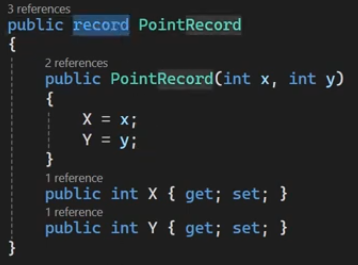 3 references
public record PointRecord
{
2 references
public PointRecord(int x, int y)
{
X = x;
Y = y;
}
1 reference
public int X { get; set; }
1 reference
public int Y { get; set; }
}